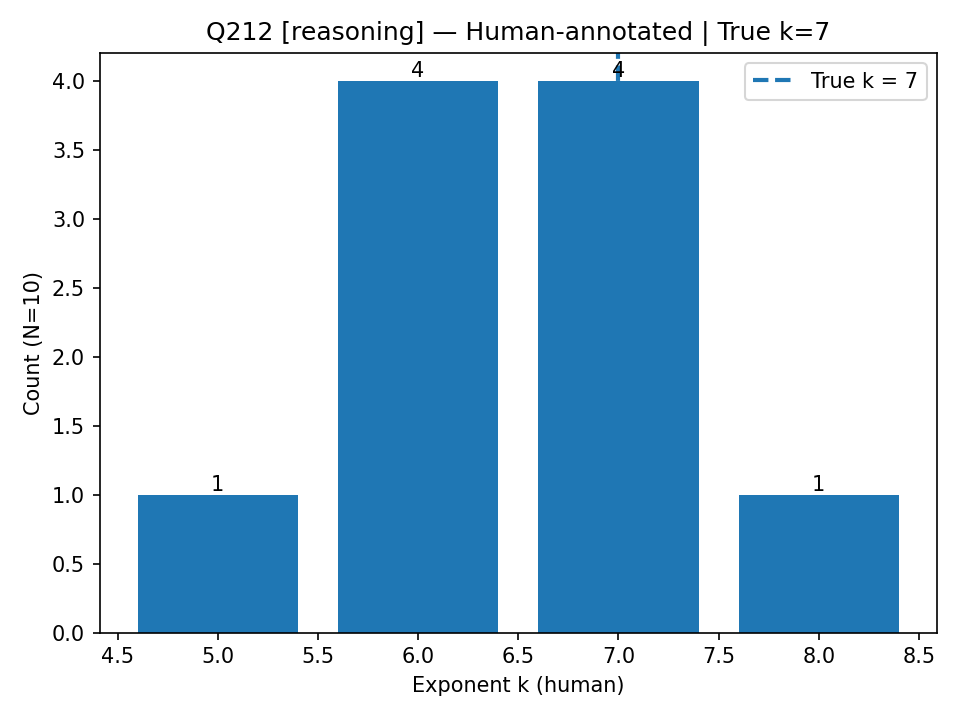 Q212 [reasoning] — Human-annotated | True k=7
True k = 7
4
4
1
1
4.0
3.5
3.0
2.5
2.0
1.5
1.0
0.5
0.0
Count (N=10)
4.5 5.0 5.5 6.0 6.5 7.0 7.5 8.0 8.5
Exponent k (human)